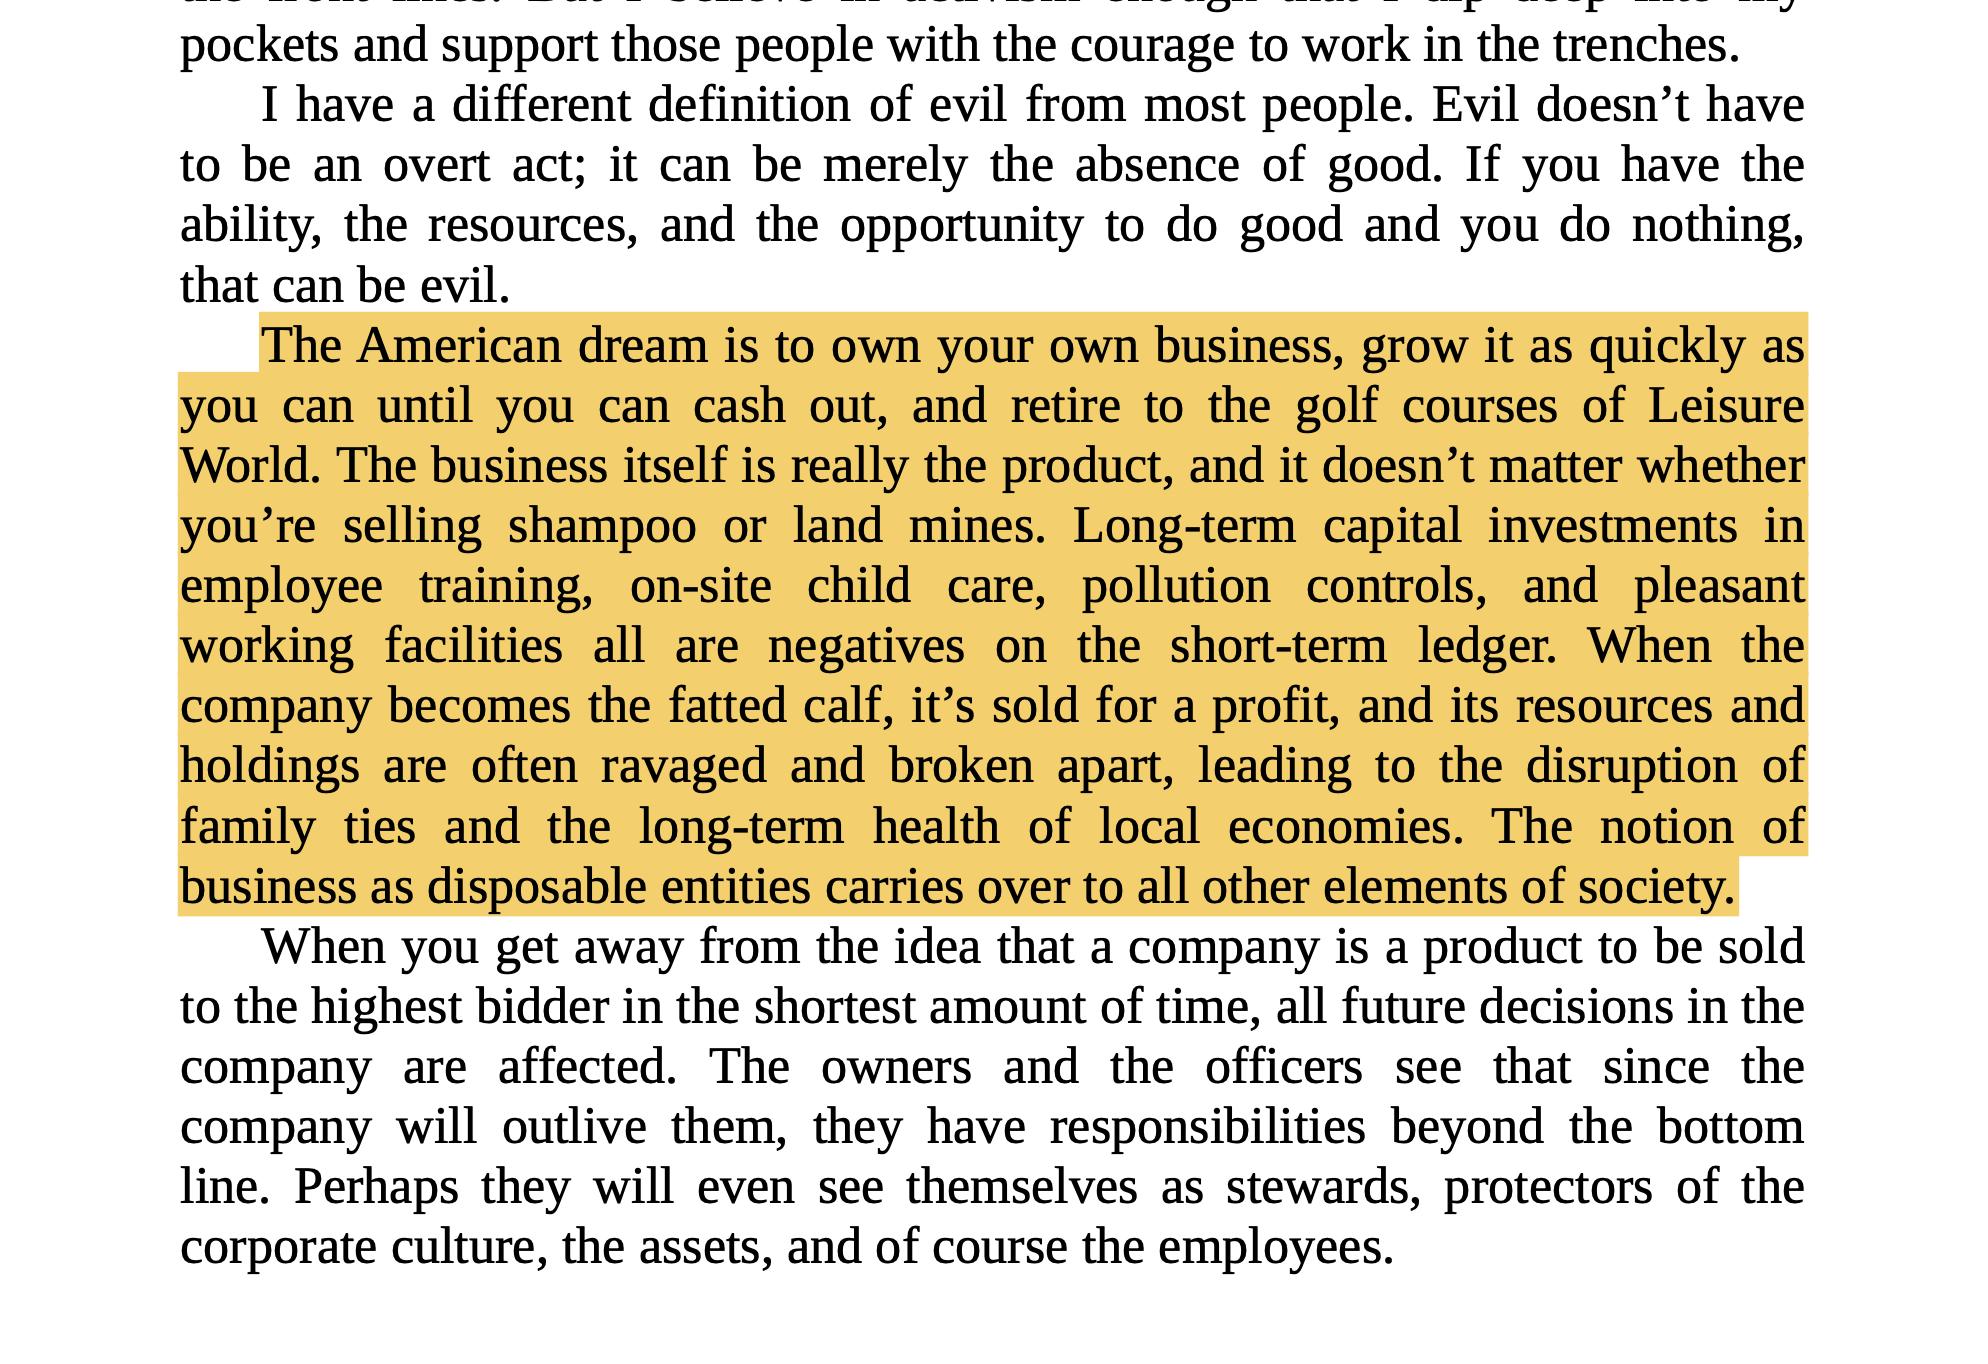 the front lines. But I believe in activism enough that I dip deep into my
pockets and support those people with the courage to work in the trenches.
I have a different definition of evil from most people. Evil doesn’t have
to be an overt act; it can be merely the absence of good. If you have the
ability, the resources, and the opportunity to do good and you do nothing,
that can be evil.
The American dream is to own your own business, grow it as quickly as
you can until you can cash out, and retire to the golf courses of Leisure
World. The business itself is really the product, and it doesn’t matter whether
you’re selling shampoo or land mines. Long-term capital investments in
employee training, on-site child care, pollution controls, and pleasant
working facilities all are negatives on the short-term ledger. When the
company becomes the fatted calf, it’s sold for a profit, and its resources and
holdings are often ravaged and broken apart, leading to the disruption of
family ties and the long-term health of local economies. The notion of
business as disposable entities carries over to all other elements of society.
When you get away from the idea that a company is a product to be sold
to the highest bidder in the shortest amount of time, all future decisions in the
company are affected. The owners and the officers see that since the
company will outlive them, they have responsibilities beyond the bottom
line. Perhaps they will even see themselves as stewards, protectors of the
corporate culture, the assets, and of course the employees.